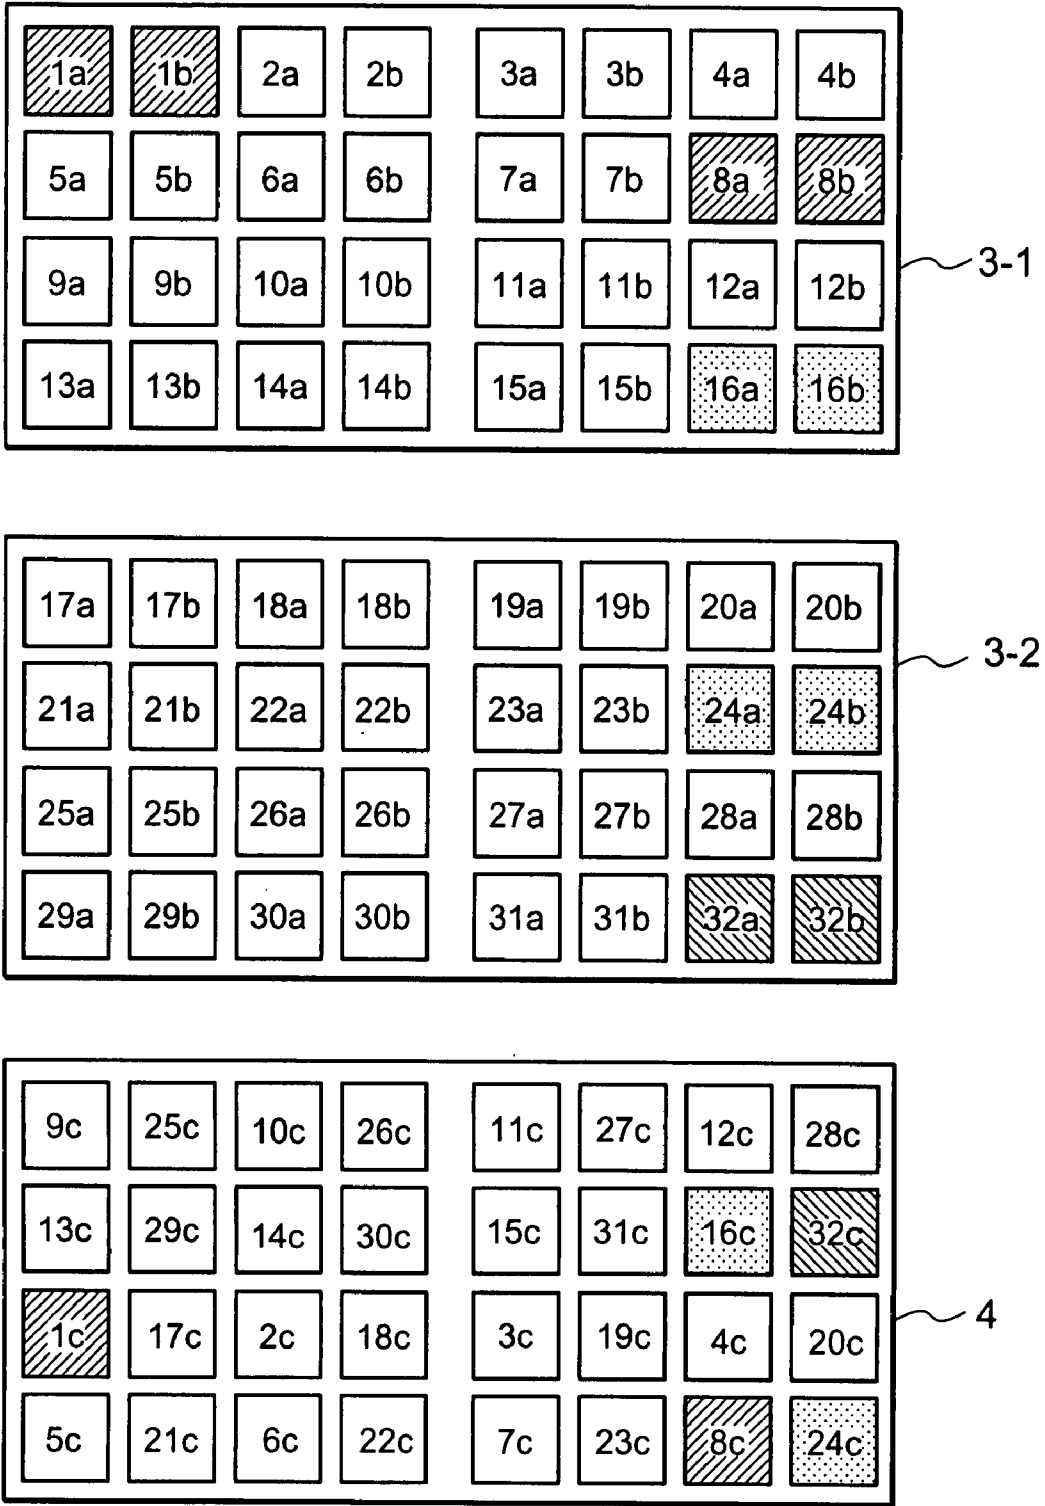 1a 1b 2a 2b 3a 3b 4a 4b
5a 5b 6a 6b 7a 7b 8a 8b
9a 9b 10a 10b 11a 11b 12a 12b
3-1
13a 13b 14a 14b 15a 15b 16a 16b
17a 17b 18a 18b 19a 19b 20a 20b
3-2
21a 21b 22a 22b 23a 23b 24a 24b
25a 25b 26a 26b 27a 27b 28a 28b
29a 29b 30a 30b 31a 31b 32a 32b
9c 25c 10c 26c 11c 27c 12c 28c
13c 29c 14c 30c 15c 31c 16c 32c
1c 17c 2c 18c 3c 19c 4c 20c
4
5c 21c 6c 22c 7c 23c 8c 24c